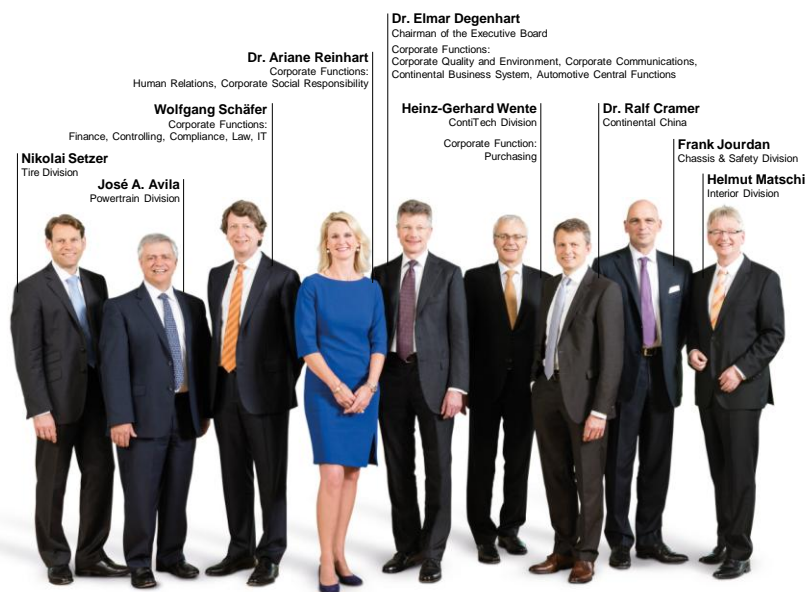 Dr. Elmar Degenhart
Chairman of the Executive Board
Corporate Functions:
Corporate Quality and Environment, Corporate Communications,
Continental Business System, Automotive Central Functions
Dr. Ariane Reinhart
Corporate Functions:
Human Relations, Corporate Social Responsibility
Wolfgang Schäfer
Corporate Functions:
Finance, Controlling, Compliance, Law, IT
Heinz-Gerhard Wente
ContiTech Division
Corporate Function:
Purchasing
Dr. Ralf Cramer
Continental China
Frank Jourdan
Chassis & Safety Division
Nikolai Setzer
Tire Division
José A. Avila
Powertrain Division
Helmut Matschi
Interior Division